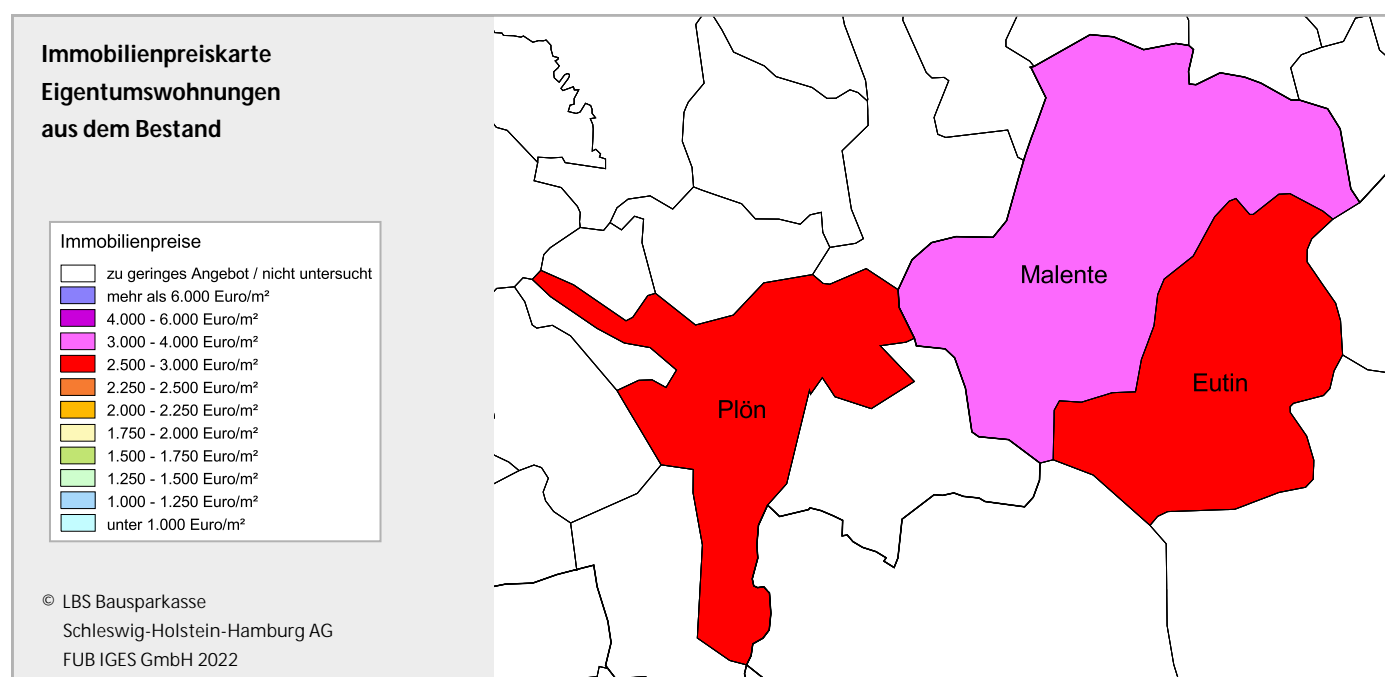 Immobilienpreiskarte
Eigentumswohnungen
aus dem Bestand
Immobilienpreise
zu geringes Angebot / nicht untersucht
mehr als 6.000 Euro/m²
4.000 - 6.000 Euro/m²
3.000 - 4.000 Euro/m²
2.500 - 3.000 Euro/m²
2.250 - 2.500 Euro/m²
2.000 - 2.250 Euro/m²
1.750 - 2.000 Euro/m²
1.500 - 1.750 Euro/m²
1.250 - 1.500 Euro/m²
1.000 - 1.250 Euro/m²
unter 1.000 Euro/m²
© LBS Bausparkasse
Schleswig-Holstein-Hamburg AG
FUB IGES GmbH 2022
Malente
Eutin
Plön